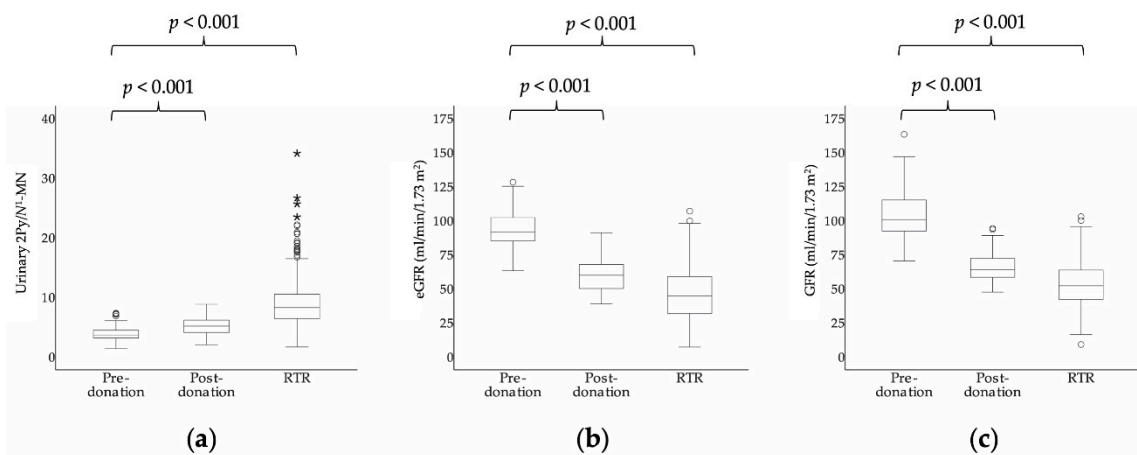 p < 0.001
p < 0.001
Urinary 2Py/N¹-MN
40
30
20
10
0
Pre-
donation
Post-
donation
RTR
(a)
p < 0.001
p < 0.001
eGFR (ml/min/1.73 m²)
175
150
125
100
75
50
25
0
Pre-
donation
Post-
donation
RTR
(b)
p < 0.001
p < 0.001
GFR (ml/min/1.73 m²)
175
150
125
100
75
50
25
0
Pre-
donation
Post-
donation
RTR
(c)